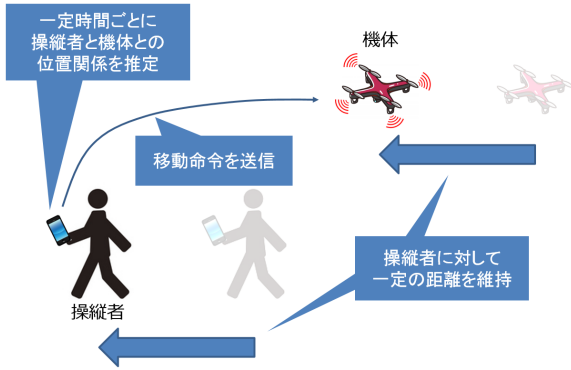 一定時間ごとに
操縦者と機体との
位置関係を推定
機体
移動命令を送信
操縦者に対して
一定の距離を維持
操縦者